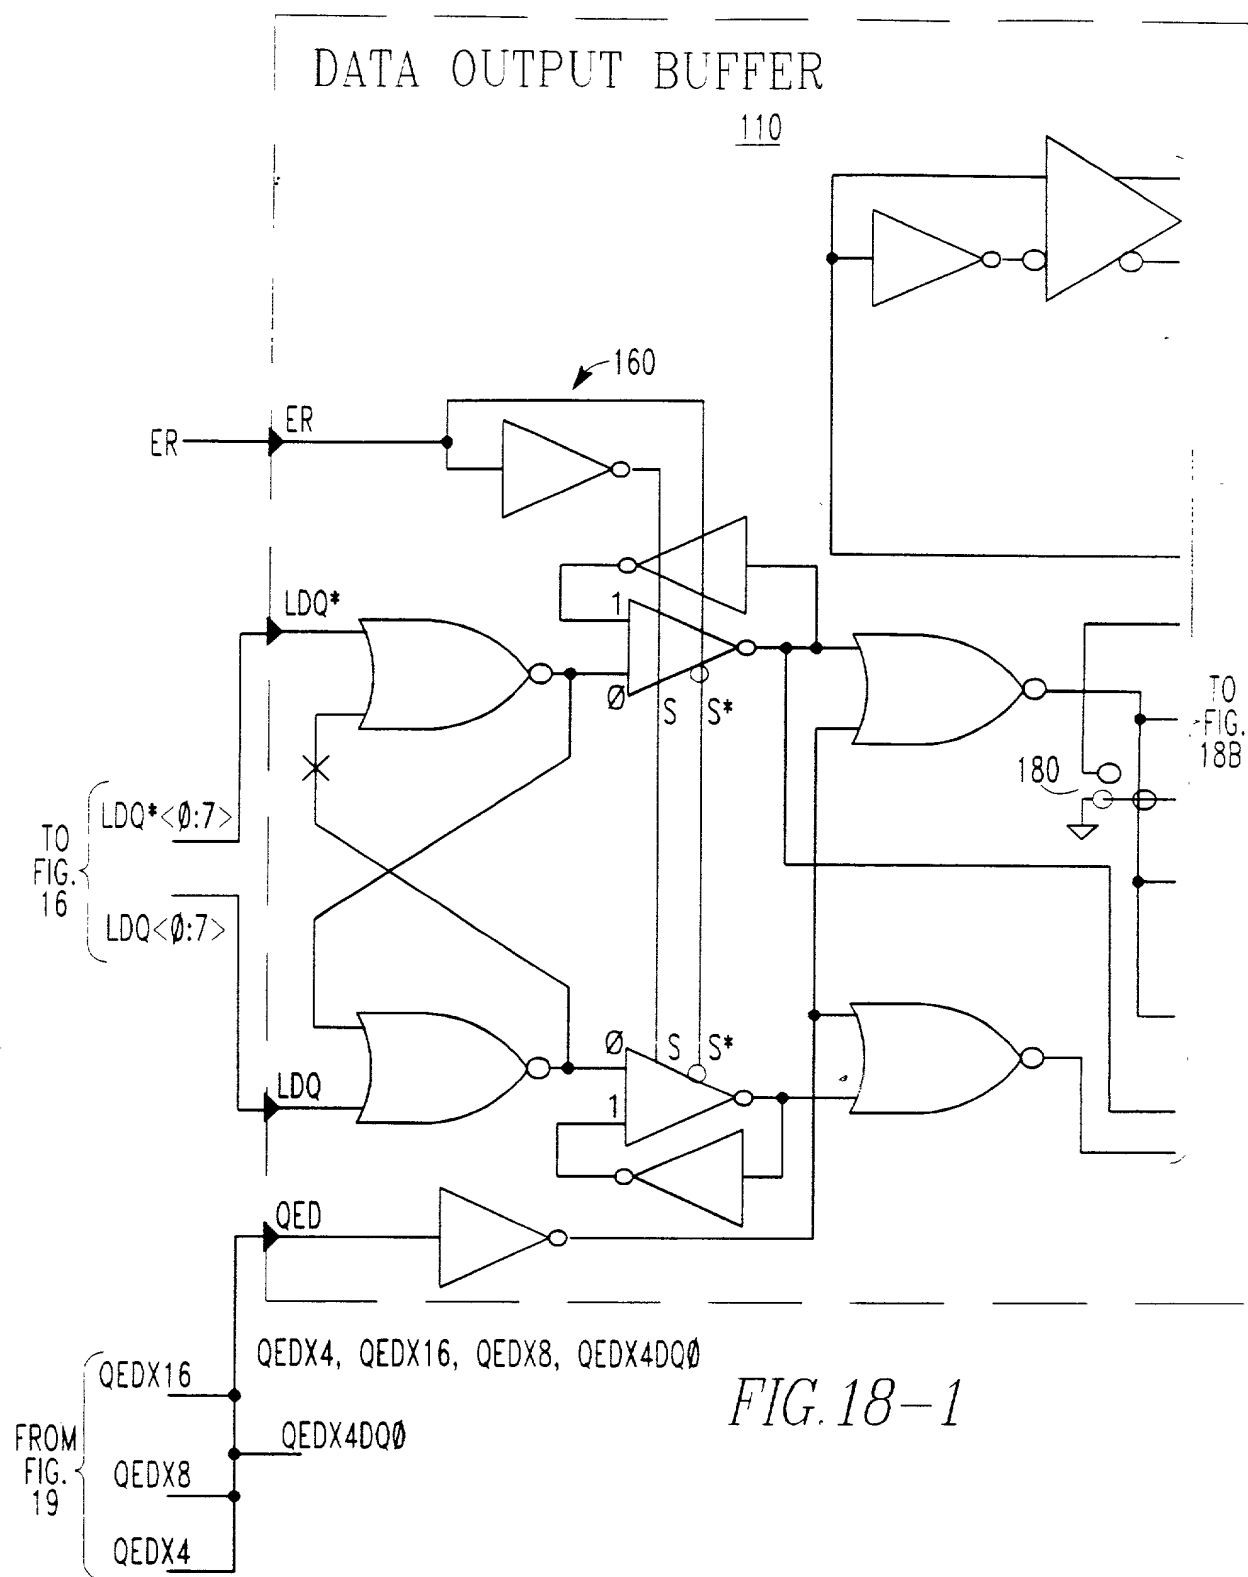 DATA OUTPUT BUFFER
110
160
ER
ER
LDQ*
1
Ø
S
S*
TO
FIG.
18B
180
LDQ*<Ø:7>
TO
FIG.
16
LDQ<Ø:7>
Ø
S
S*
LDQ
1
QED
QEDX4, QEDX16, QEDX8, QEDX4DQØ
QEDX16
FIG.18-1
FROM
FIG.
19
QEDX4DQØ
QEDX8
QEDX4